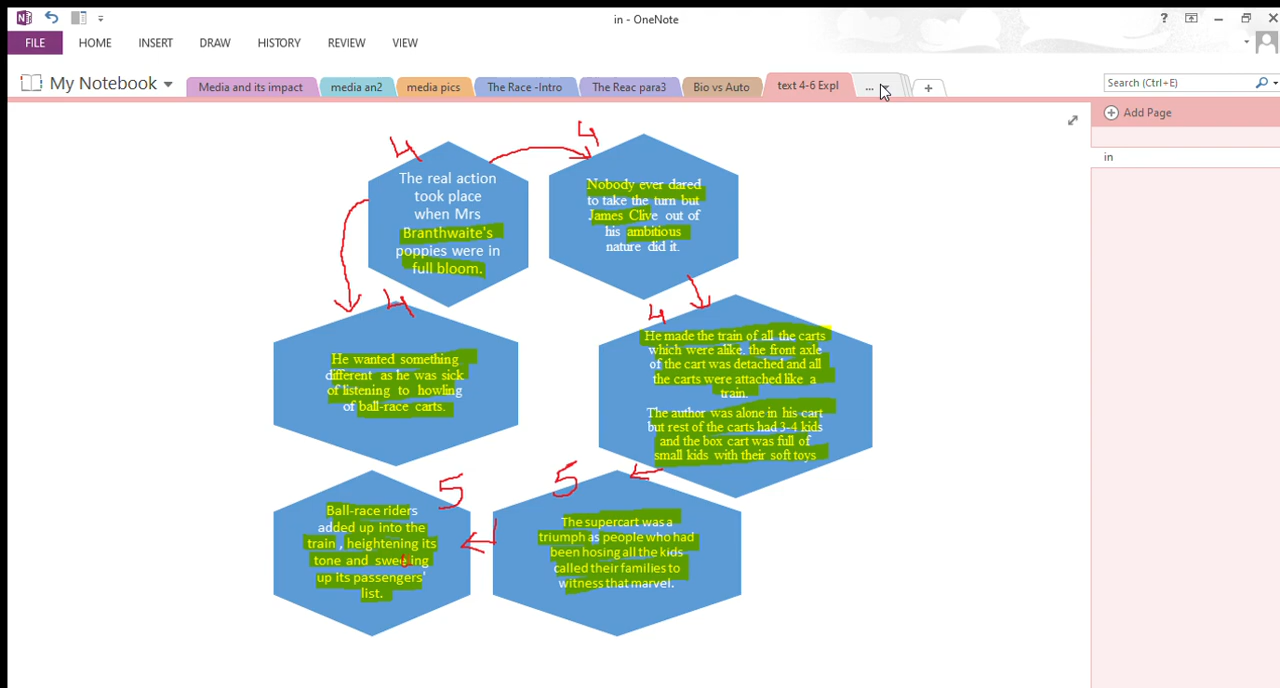 in - OneNote
?
FILE HOME INSERT DRAW HISTORY REVIEW VIEW
My Notebook
Media and its impact
media an2
media pics
The Race -Intro
The Reac para3
Bio vs Auto
text 4-6 Expl
...
+
Search (Ctrl+E)
Add Page
in
4
The real action
took place
when Mrs
Branthwaite's
poppies were in
full bloom.
4
Nobody ever dared
to take the turn but
James Clive out of
his ambitious
nature did it.
4
He wanted something
different as he was sick
of listening to howling
of ball-race carts.
4
He made the train of all the carts
which were alike. the front axle
of the cart was detached and all
the carts were attached like a
train.
The author was alone in his cart
but rest of the carts had 3-4 kids
and the box cart was full of
small kids with their soft toys
5
Ball-race riders
added up into the
train , heightening its
tone and swelling
up its passengers'
list.
5
The supercart was a
triumph as people who had
been hosing all the kids
called their families to
witness that marvel.